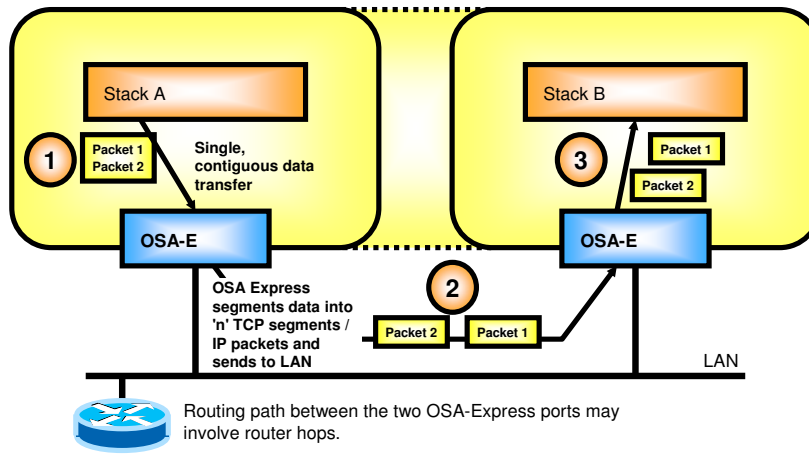 Stack A
Stack B
1
Packet 1
Packet 2
Single,
contiguous data
transfer
3
Packet 1
Packet 2
OSA-E
OSA-E
OSA Express
segments data into
'n' TCP segments /
IP packets and
sends to LAN
2
Packet 2
Packet 1
LAN
Routing path between the two OSA-Express ports may
involve router hops.